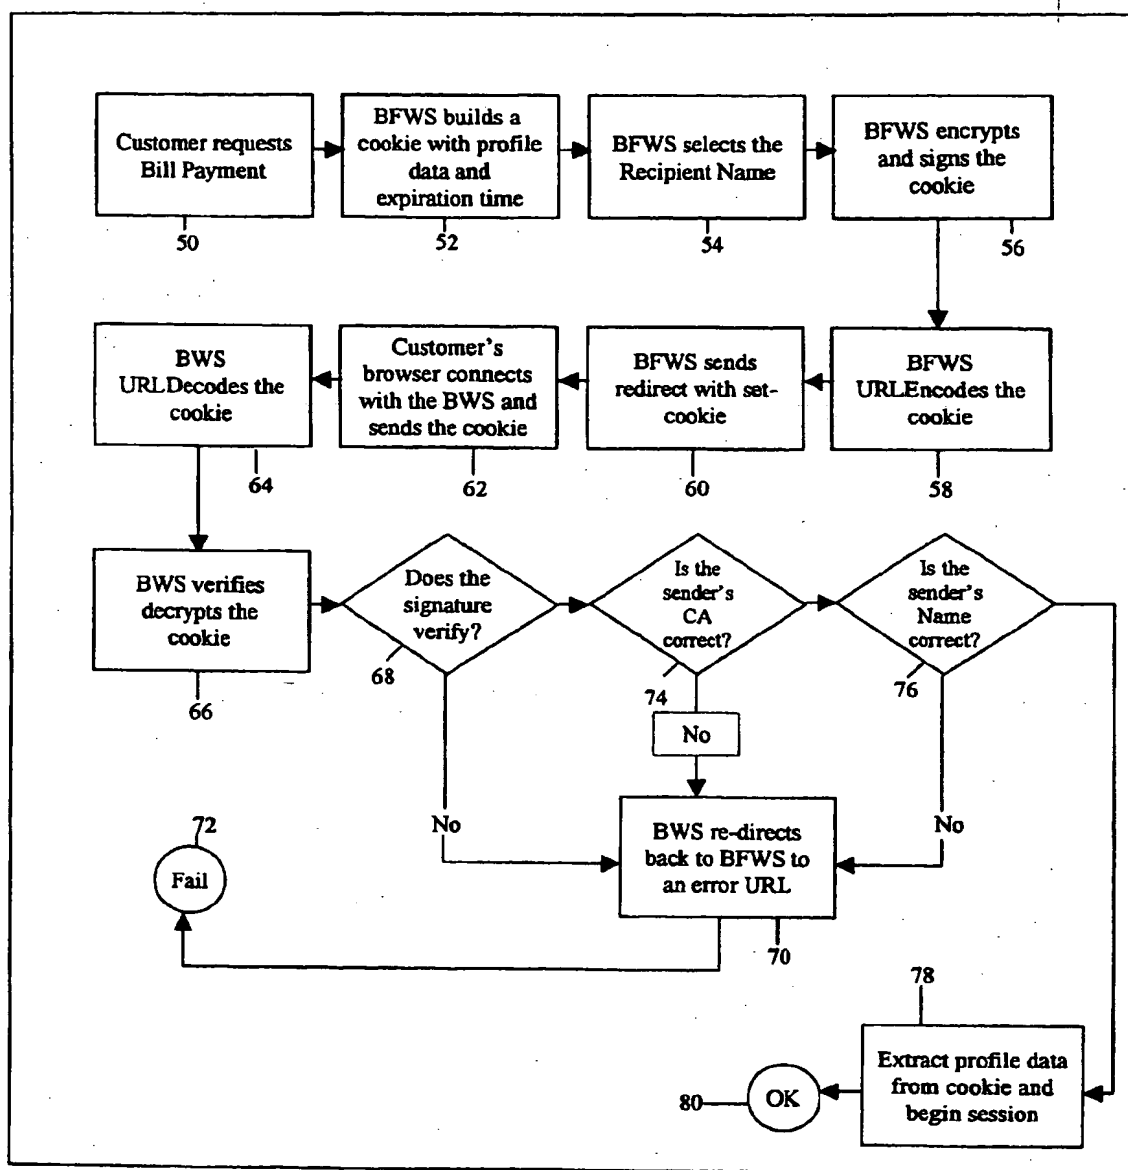 Customer requests
Bill Payment
50
BFWS builds a
cookie with profile
data and
expiration time
52
BFWS selects the
Recipient Name
54
BFWS encrypts
and signs the
cookie
56
BFWS
URLEncodes the
cookie
58
BFWS sends
redirect with set-
cookie
60
Customer's
browser connects
with the BWS and
sends the cookie
62
BWS
URLDecodes the
cookie
64
BWS verifies
decrypts the
cookie
66
Does the
signature
verify?
68
Is the
sender's
CA
correct?
74
Is the
sender's
Name
correct?
76
No
No
No
BWS re-directs
back to BFWS to
an error URL
70
72
Fail
78
Extract profile data
from cookie and
begin session
80
OK